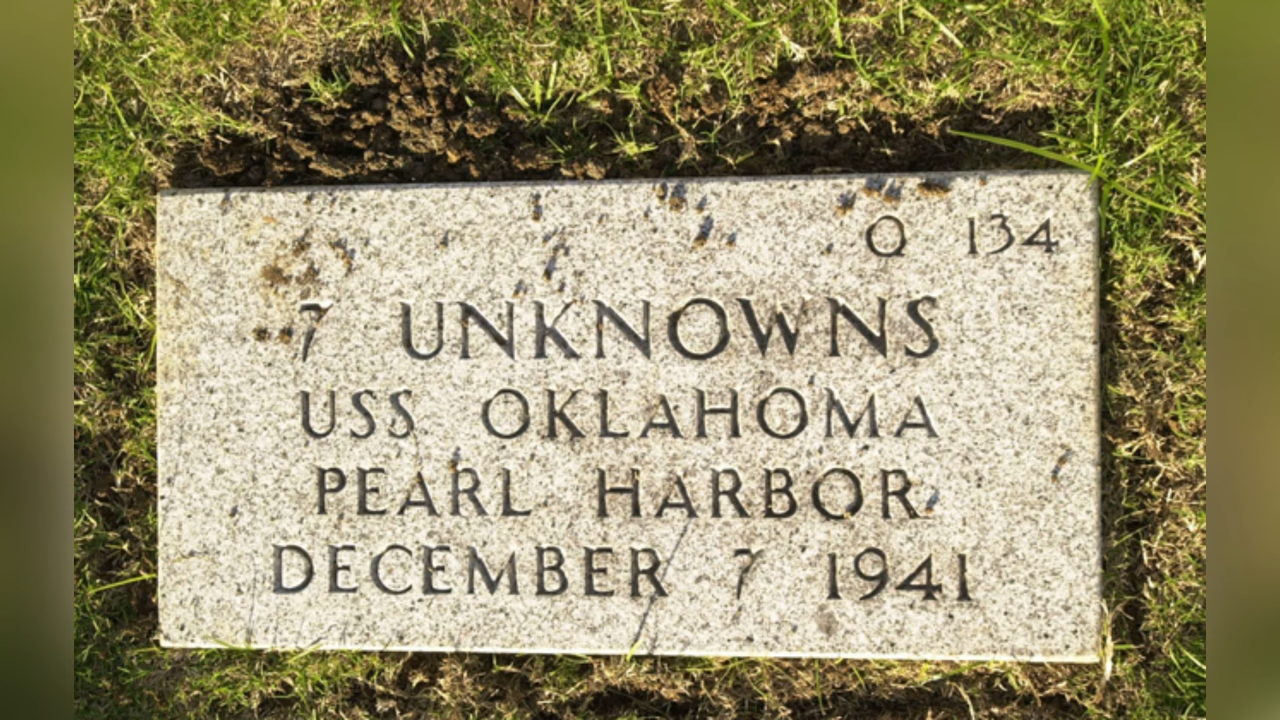 Q 134
7 UNKNOWNS
USS OKLAHOMA
PEARL HARBOR
DECEMBER 7 1941